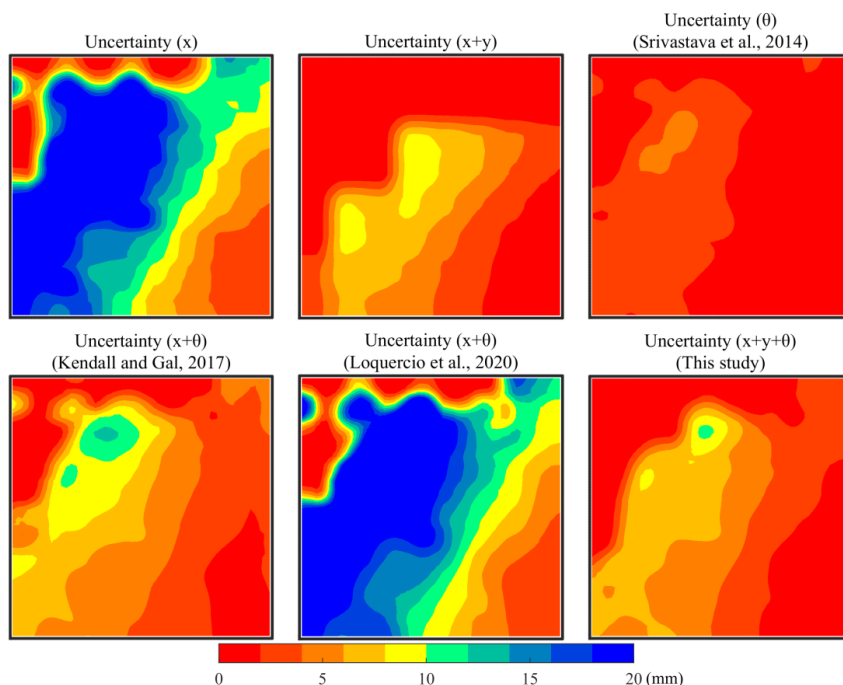 Uncertainty (x)
Uncertainty (x+y)
Uncertainty (θ)
(Srivastava et al., 2014)
Uncertainty (x+θ)
(Kendall and Gal, 2017)
Uncertainty (x+θ)
(Loquercio et al., 2020)
Uncertainty (x+y+θ)
(This study)
0 5 10 15 20 (mm)